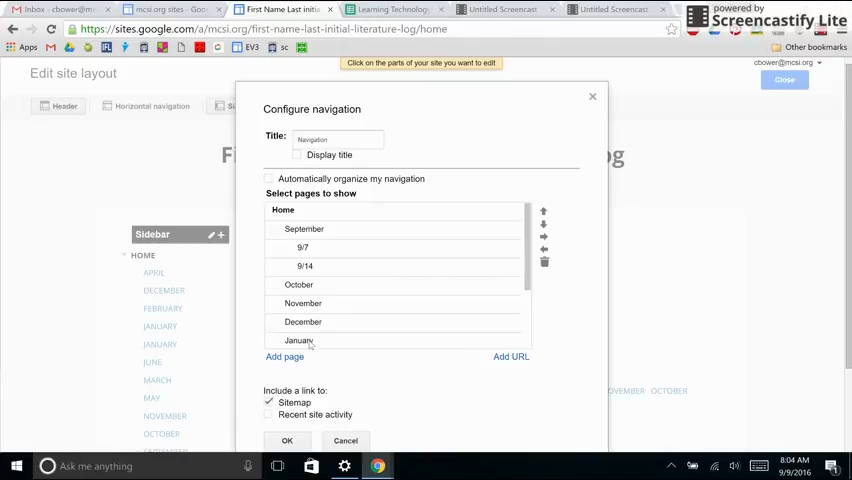 Inbox - cbower@m
mcsi.org sites - Goo
First Name Last initia
Learning Technolog
Untitled Screencast
Untitled Screencast
powered by
Screencastify Lite
https://sites.google.com/a/mcsi.org/first-name-last-initial-literature-log/home
Apps
IFL
EV3
sc
Other bookmarks
Click on the parts of your site you want to edit
cbower@mcsi.org
Edit site layout
Close
Header
Horizontal navigation
Si
Configure navigation
Title:
Navigation
Display title
Fi
og
Automatically organize my navigation
Select pages to show
Home
September
9/7
9/14
October
November
December
January
Add page
Add URL
Sidebar
HOME
APRIL
DECEMBER
FEBRUARY
JANUARY
JANUARY
JUNE
MARCH
MAY
NOVEMBER
OCTOBER
OVEMBER
OCTOBER
Include a link to:
Sitemap
Recent site activity
OK
Cancel
Ask me anything
8:04 AM
9/9/2016